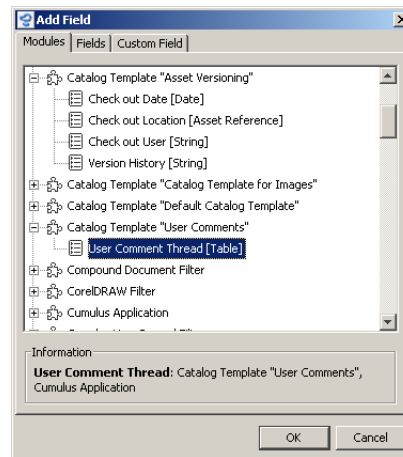 Add Field
Modules Fields Custom Field
Catalog Template "Asset Versioning"
Check out Date [Date]
Check out Location [Asset Reference]
Check out User [String]
Version History [String]
Catalog Template "Catalog Template for Images"
Catalog Template "Default Catalog Template"
Catalog Template "User Comments"
User Comment Thread [Table]
Compound Document Filter
CorelDRAW Filter
Cumulus Application
Information
User Comment Thread: Catalog Template "User Comments",
Cumulus Application
OK Cancel